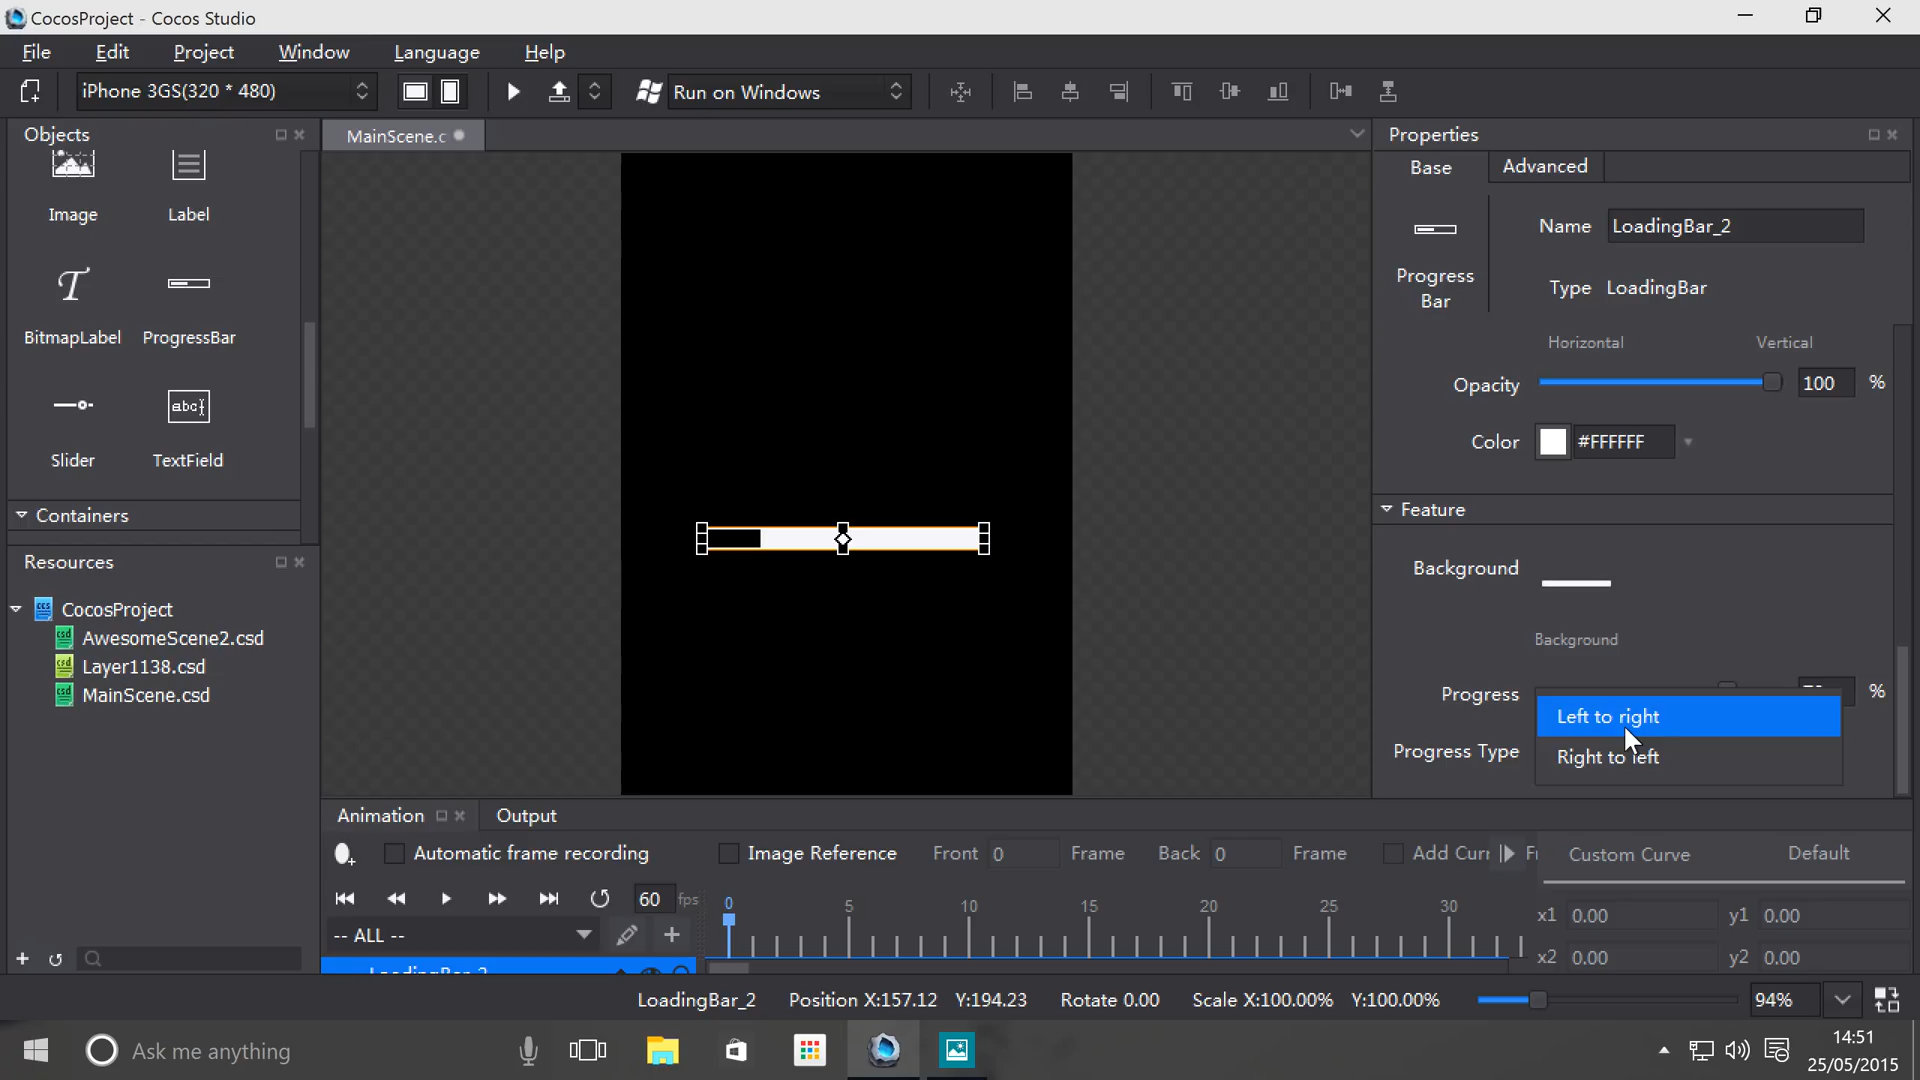 CocosProject - Cocos Studio
File Edit Project Window Language Help
iPhone 3GS(320 * 480) Run on Windows
Objects
Image Label
BitmapLabel ProgressBar
abc
Slider TextField
Containers
Resources
CocosProject
AwesomeScene2.csd
Layer1138.csd
MainScene.csd
MainScene.c
Properties
Base Advanced
Progress Bar
Name LoadingBar_2
Type LoadingBar
Horizontal Vertical
Opacity 100 %
Color #FFFFFF
Feature
Background
Background
Progress %
Left to right
Progress Type
Right to left
Animation Output
Automatic frame recording Image Reference Front 0 Frame Back 0 Frame Add Curr
Custom Curve Default
60 fps
0 5 10 15 20 25 30
-- ALL --
x1 0.00 y1 0.00
x2 0.00 y2 0.00
LoadingBar_2
LoadingBar_2 Position X:157.12 Y:194.23 Rotate 0.00 Scale X:100.00% Y:100.00% 94%
Ask me anything
14:51
25/05/2015